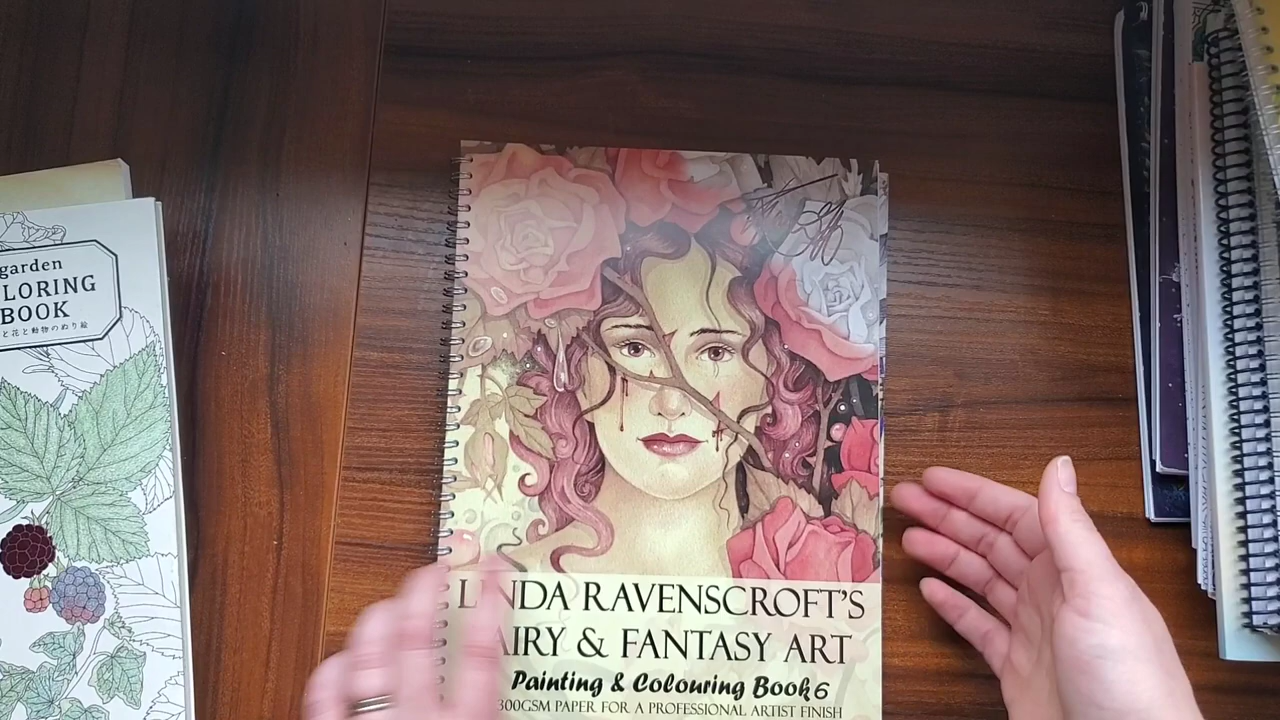 garden
LORING
BOOK
と花と動物のぬり絵
LINDA RAVENSCROFT'S
AIRY & FANTASY ART
Painting & Colouring Book 6
300GSM PAPER FOR A PROFESSIONAL ARTIST FINISH